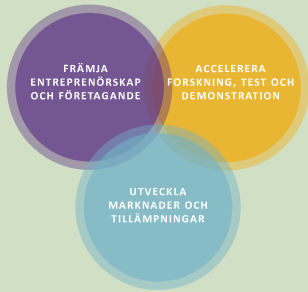 FRÄMJA
ENTREPRENÖRSKAP
OCH FÖRETAGANDE
ACCELERERA
FORSKNING, TEST OCH
DEMONSTRATION
UTVECKLA
MARKNADER OCH
TILLÄMPNINGAR